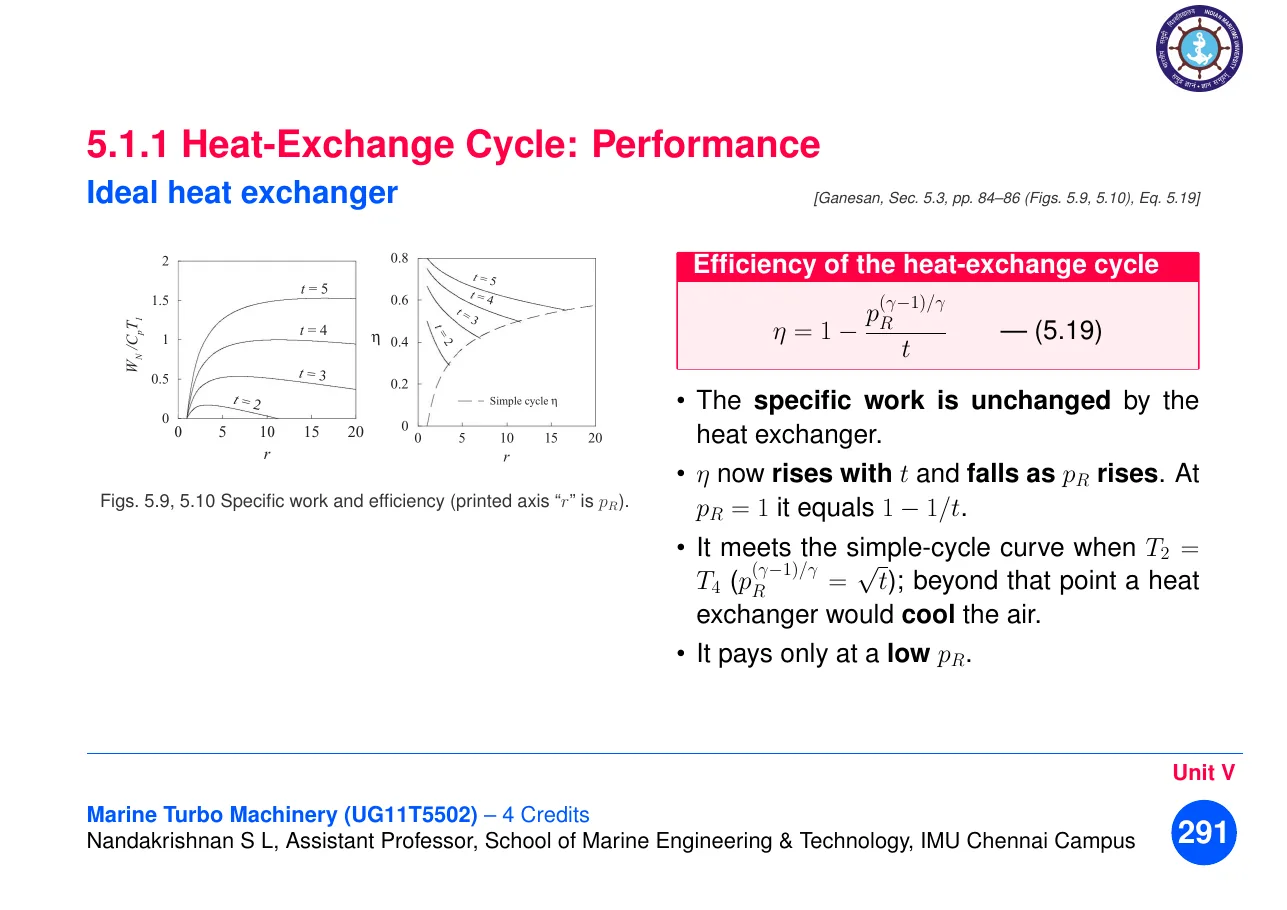 समुद्री विश्वविद्यालय INDIAN MARITIME UNIVERSITY
5.1.1 Heat-Exchange Cycle: Performance
Ideal heat exchanger
[Ganesan, Sec. 5.3, pp. 84–86 (Figs. 5.9, 5.10), Eq. 5.19]
W_N /C_pT_1
2
1.5
1
0.5
0
t = 5
t = 4
t = 3
t = 2
0 5 10 15 20
r
η
0.8
0.6
0.4
0.2
0
t = 5
t = 4
t = 3
t = 2
Simple cycle η
0 5 10 15 20
r
Figs. 5.9, 5.10 Specific work and efficiency (printed axis “r” is p_R).
Efficiency of the heat-exchange cycle
η = 1 − p_R^{(γ−1)/γ} / t — (5.19)
• The specific work is unchanged by the
heat exchanger.
• η now rises with t and falls as p_R rises. At
p_R = 1 it equals 1 − 1/t.
• It meets the simple-cycle curve when T_2 =
T_4 (p_R^{(γ−1)/γ} = √t); beyond that point a heat
exchanger would cool the air.
• It pays only at a low p_R.
Unit V
Marine Turbo Machinery (UG11T5502) – 4 Credits
Nandakrishnan S L, Assistant Professor, School of Marine Engineering & Technology, IMU Chennai Campus
291